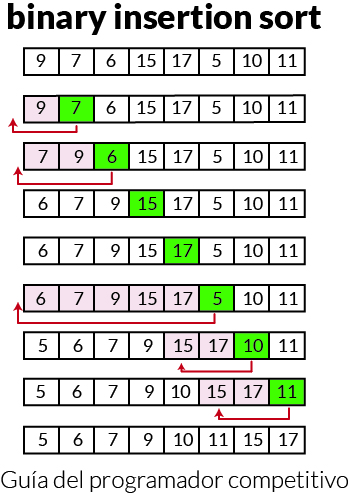 binary insertion sort
9 7 6 15 17 5 10 11
9 7 6 15 17 5 10 11
7 9 6 15 17 5 10 11
6 7 9 15 17 5 10 11
6 7 9 15 17 5 10 11
6 7 9 15 17 5 10 11
5 6 7 9 15 17 10 11
5 6 7 9 10 15 17 11
5 6 7 9 10 11 15 17
Guía del programador competitivo